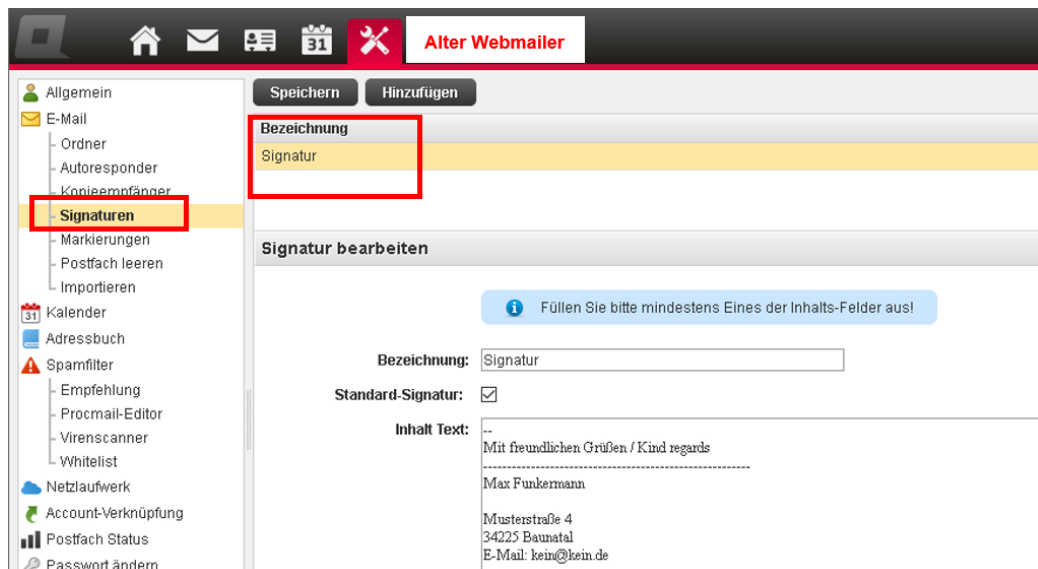 31
Alter Webmailer
Allgemein
E-Mail
Ordner
Autoresponder
Kopieempfänger
Signaturen
Markierungen
Postfach leeren
Importieren
31
Kalender
Adressbuch
Spamfilter
Empfehlung
Procmail-Editor
Virenscanner
Whitelist
Netzlaufwerk
Account-Verknüpfung
Postfach Status
Passwort ändern
Speichern
Hinzufügen
Bezeichnung
Signatur
Signatur bearbeiten
Füllen Sie bitte mindestens Eines der Inhalts-Felder aus!
Bezeichnung: Signatur
Standard-Signatur:
Inhalt Text: --
Mit freundlichen Grüßen / Kind regards
--------------------------------------------------------
Max Funkermann
Musterstraße 4
34225 Baunatal
E-Mail: kein@kein.de